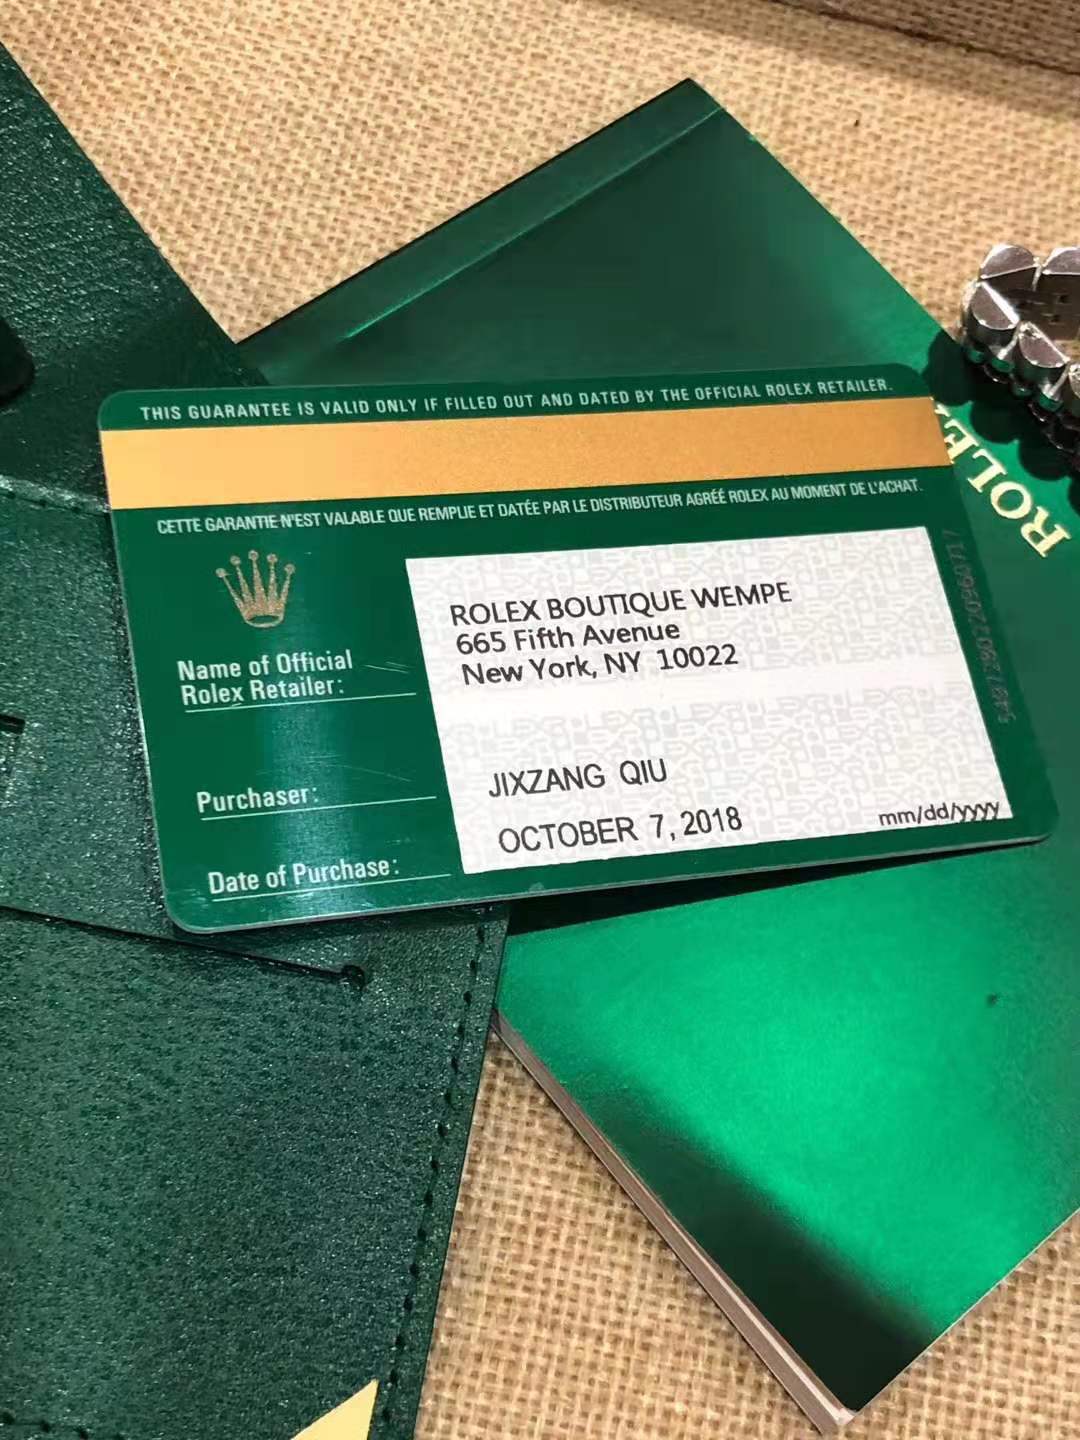 THIS GUARANTEE IS VALID ONLY IF FILLED OUT AND DATED BY THE OFFICIAL ROLEX RETAILER.
CETTE GARANTIE N'EST VALABLE QUE REMPLIE ET DATÉE PAR LE DISTRIBUTEUR AGRÉÉ ROLEX AU MOMENT DE L'ACHAT.
ROLEX BOUTIQUE WEMPE
665 Fifth Avenue
New York, NY 10022
Name of Official
Rolex Retailer:
Purchaser:
JIXZANG QIU
Date of Purchase:
OCTOBER 7, 2018
mm/dd/yyyy
ROLEX